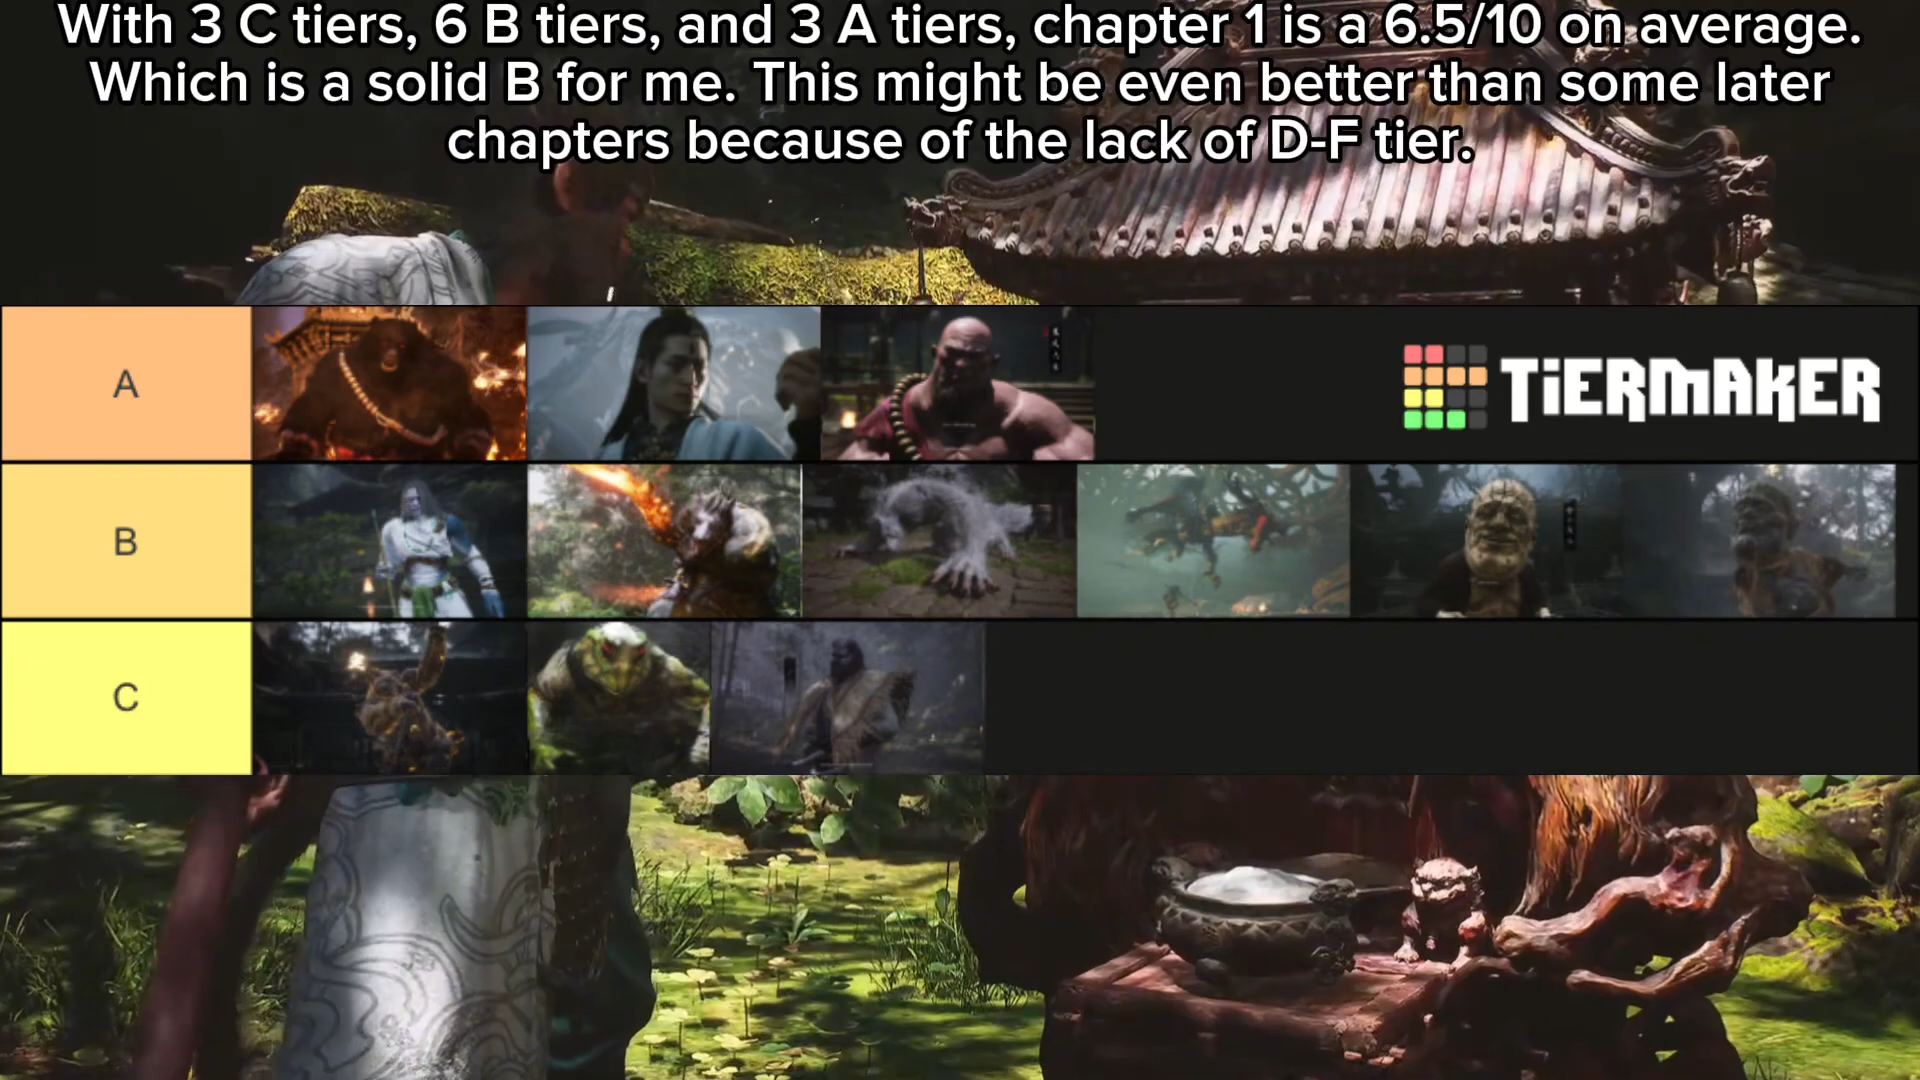 With 3 C tiers, 6 B tiers, and 3 A tiers, chapter 1 is a 6.5/10 on average.
Which is a solid B for me. This might be even better than some later
chapters because of the lack of D-F tier.
A
TiERMAKER
B
C